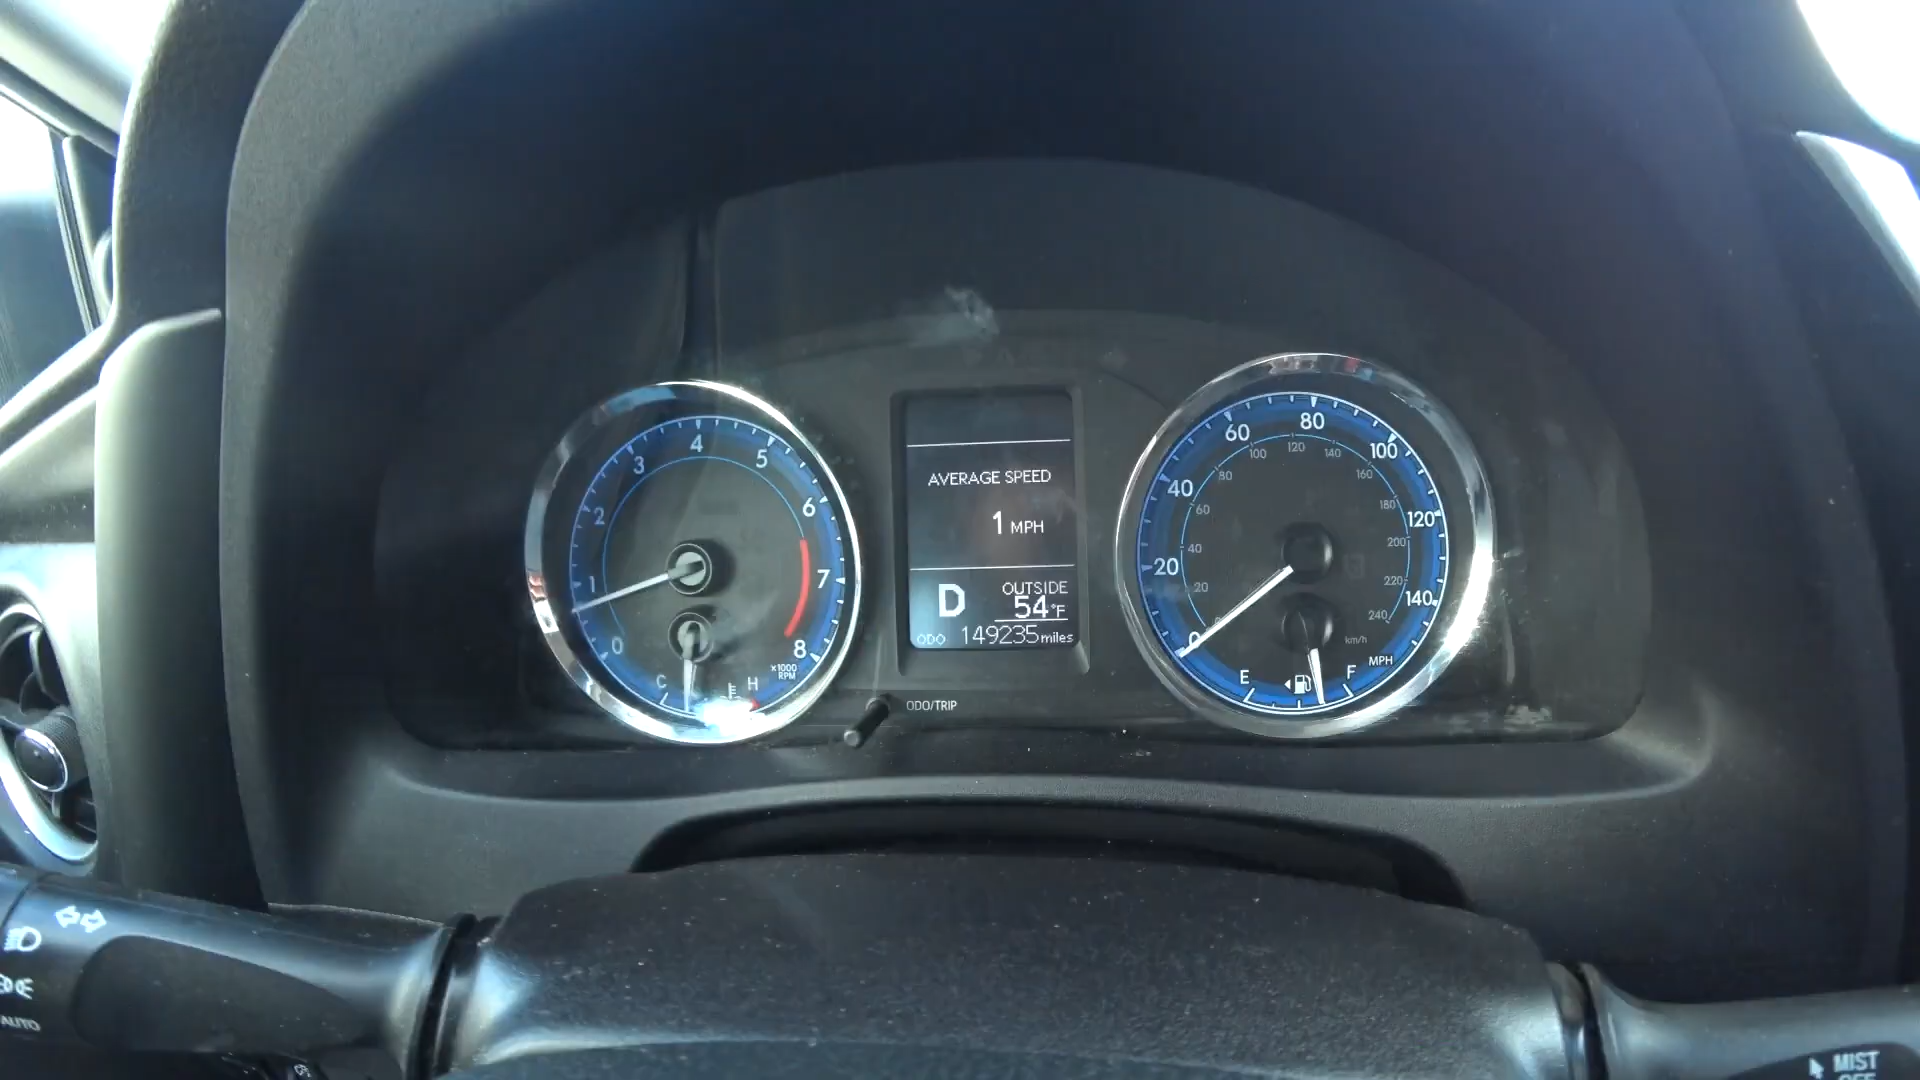 0
1
2
3
4
5
6
7
8
x1000
RPM
C
H
AVERAGE SPEED
1 MPH
D
OUTSIDE
54°F
ODO 149235 miles
ODO/TRIP
0
20
40
60
80
100
120
140
20
40
60
80
100
120
140
160
180
200
220
240
km/h
MPH
E
F
AUTO
MIST